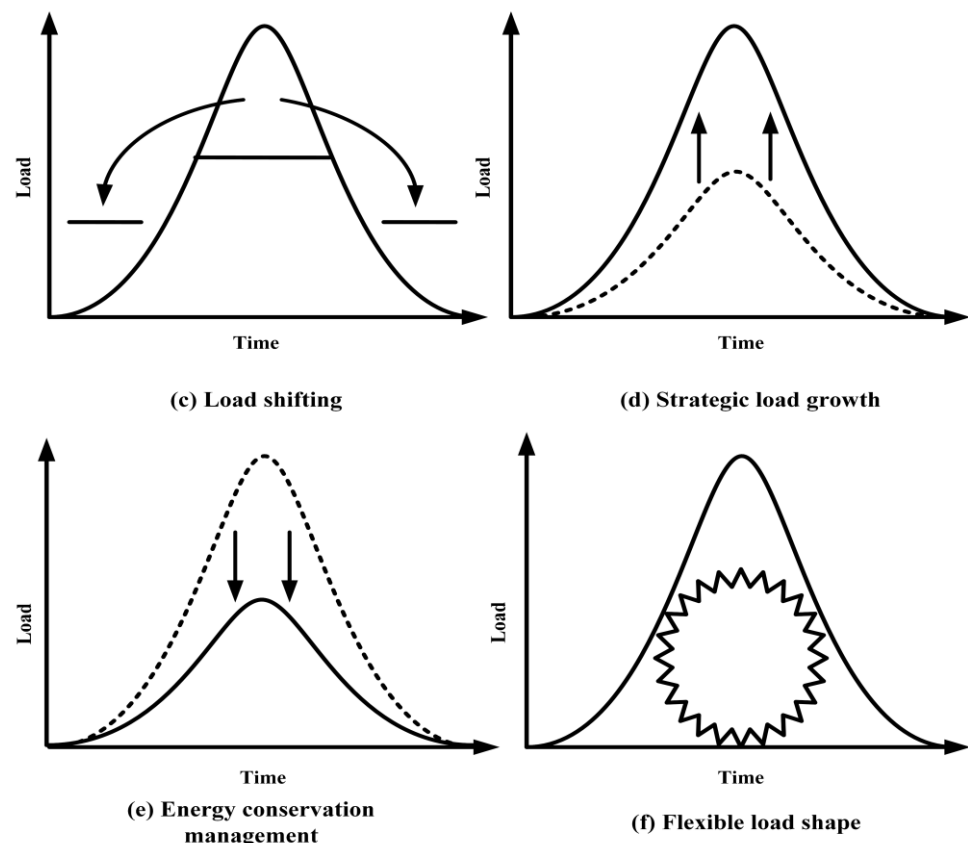 Load
Time
(c) Load shifting
Load
Time
(d) Strategic load growth
Load
Time
(e) Energy conservation
management
Load
Time
(f) Flexible load shape